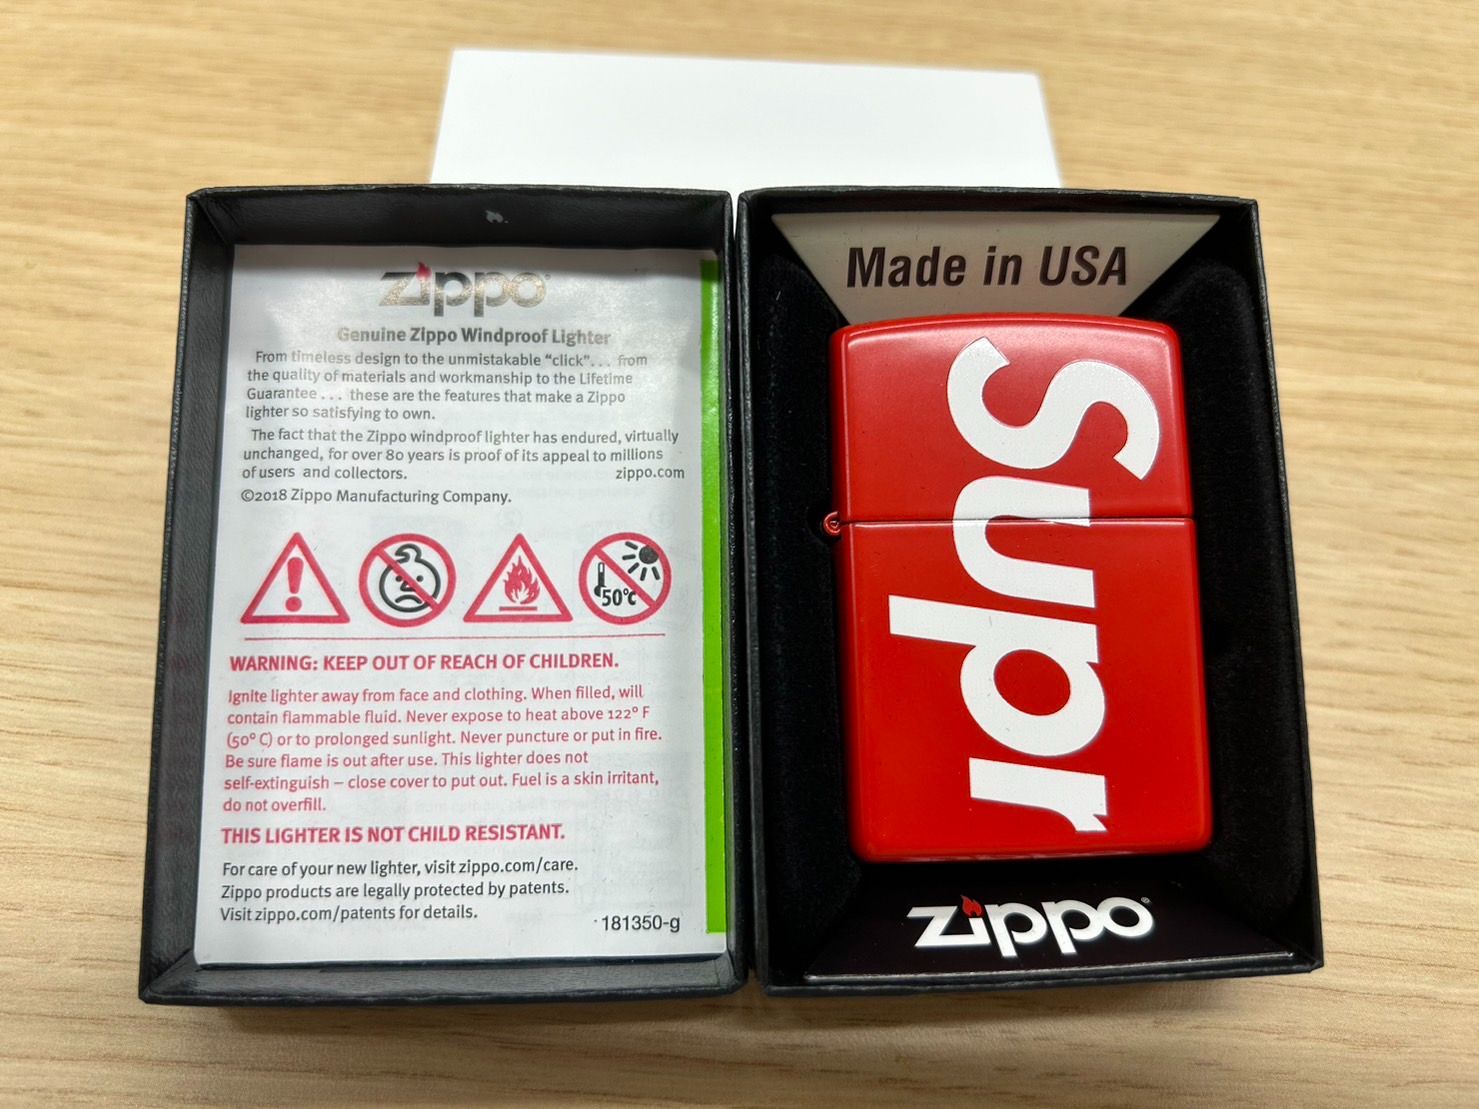 zippo
Genuine Zippo Windproof Lighter
From timeless design to the unmistakable “click”. . . from
the quality of materials and workmanship to the Lifetime
Guarantee . . . these are the features that make a Zippo
lighter so satisfying to own.
The fact that the Zippo windproof lighter has endured, virtually
unchanged, for over 80 years is proof of its appeal to millions
of users and collectors. zippo.com
©2018 Zippo Manufacturing Company.
50°C
WARNING: KEEP OUT OF REACH OF CHILDREN.
Ignite lighter away from face and clothing. When filled, will
contain flammable fluid. Never expose to heat above 122° F
(50° C) or to prolonged sunlight. Never puncture or put in fire.
Be sure flame is out after use. This lighter does not
self-extinguish – close cover to put out. Fuel is a skin irritant,
do not overfill.
THIS LIGHTER IS NOT CHILD RESISTANT.
For care of your new lighter, visit zippo.com/care.
Zippo products are legally protected by patents.
Visit zippo.com/patents for details.
181350-g
Made in USA
Supr
zippo®